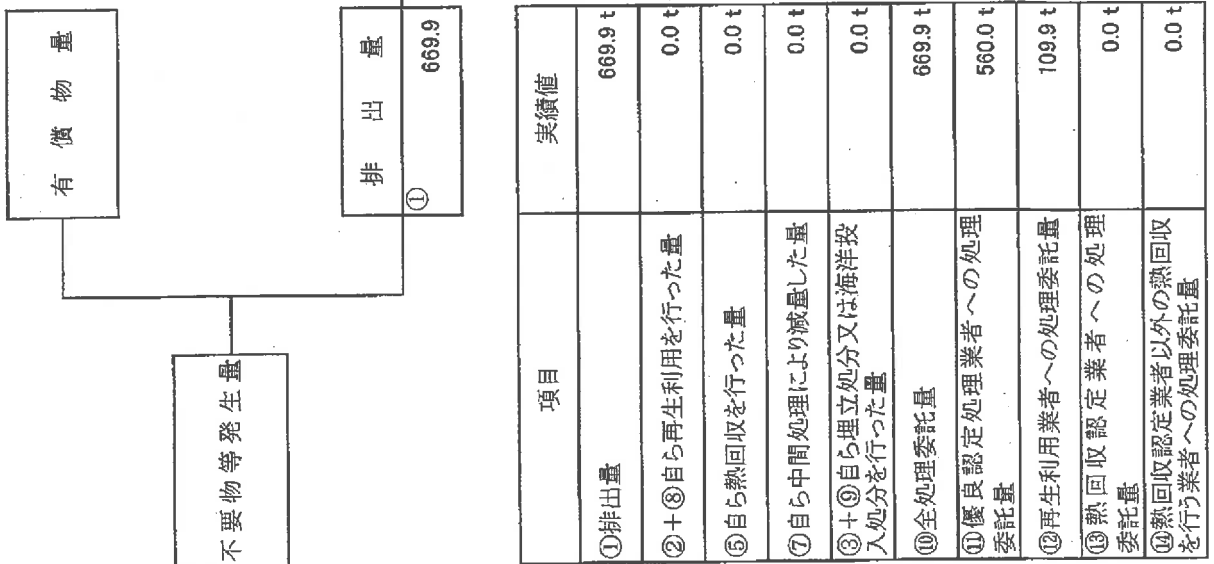 有償物量
不要物等発生量
排出量
① 669.9
項目 実績値
①排出量 669.9 t
②+⑧自ら再生利用を行った量 0.0 t
⑤自ら熱回収を行った量 0.0 t
⑦自ら中間処理により減量した量 0.0 t
③+⑨自ら埋立処分又は海洋投
入処分を行った量 0.0 t
⑩全処理委託量 669.9 t
⑪優良認定処理業者への処理
委託量 560.0 t
⑫再生利用業者への処理委託量 109.9 t
⑬熱回収認定業者への処理
委託量 0.0 t
⑭熱回収認定業者以外の熱回収
を行う業者への処理委託量 0.0 t